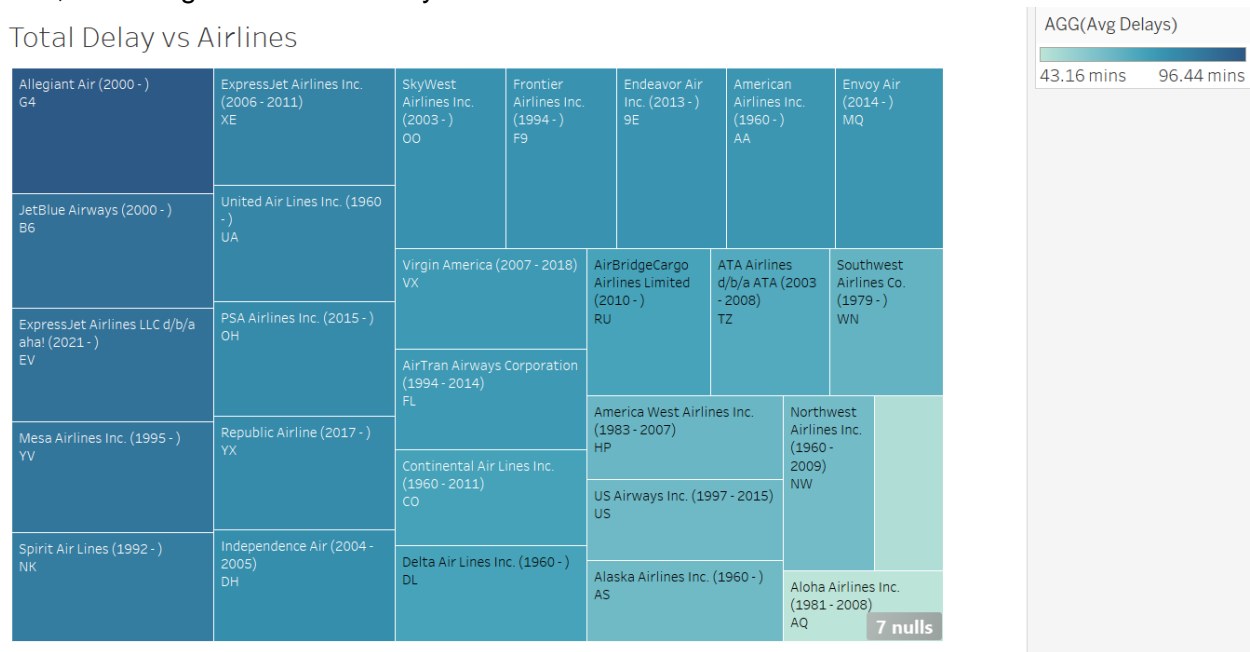 Total Delay vs Airlines
AGG(Avg Delays)
43.16 mins 96.44 mins
Allegiant Air (2000 - )
G4
JetBlue Airways (2000 - )
B6
ExpressJet Airlines LLC d/b/a
aha! (2021 - )
EV
Mesa Airlines Inc. (1995 - )
YV
Spirit Air Lines (1992 - )
NK
ExpressJet Airlines Inc.
(2006 - 2011)
XE
United Air Lines Inc. (1960
- )
UA
PSA Airlines Inc. (2015 - )
OH
Republic Airline (2017 - )
YX
Independence Air (2004 -
2005)
DH
SkyWest
Airlines Inc.
(2003 - )
OO
Frontier
Airlines Inc.
(1994 - )
F9
Endeavor Air
Inc. (2013 - )
9E
American
Airlines Inc.
(1960 - )
AA
Envoy Air
(2014 - )
MQ
Virgin America (2007 - 2018)
VX
AirTran Airways Corporation
(1994 - 2014)
FL
Continental Air Lines Inc.
(1960 - 2011)
CO
Delta Air Lines Inc. (1960 - )
DL
AirBridgeCargo
Airlines Limited
(2010 - )
RU
ATA Airlines
d/b/a ATA (2003
- 2008)
TZ
Southwest
Airlines Co.
(1979 - )
WN
America West Airlines Inc.
(1983 - 2007)
HP
US Airways Inc. (1997 - 2015)
US
Alaska Airlines Inc. (1960 - )
AS
Northwest
Airlines Inc.
(1960 -
2009)
NW
Aloha Airlines Inc.
(1981 - 2008)
AQ
7 nulls